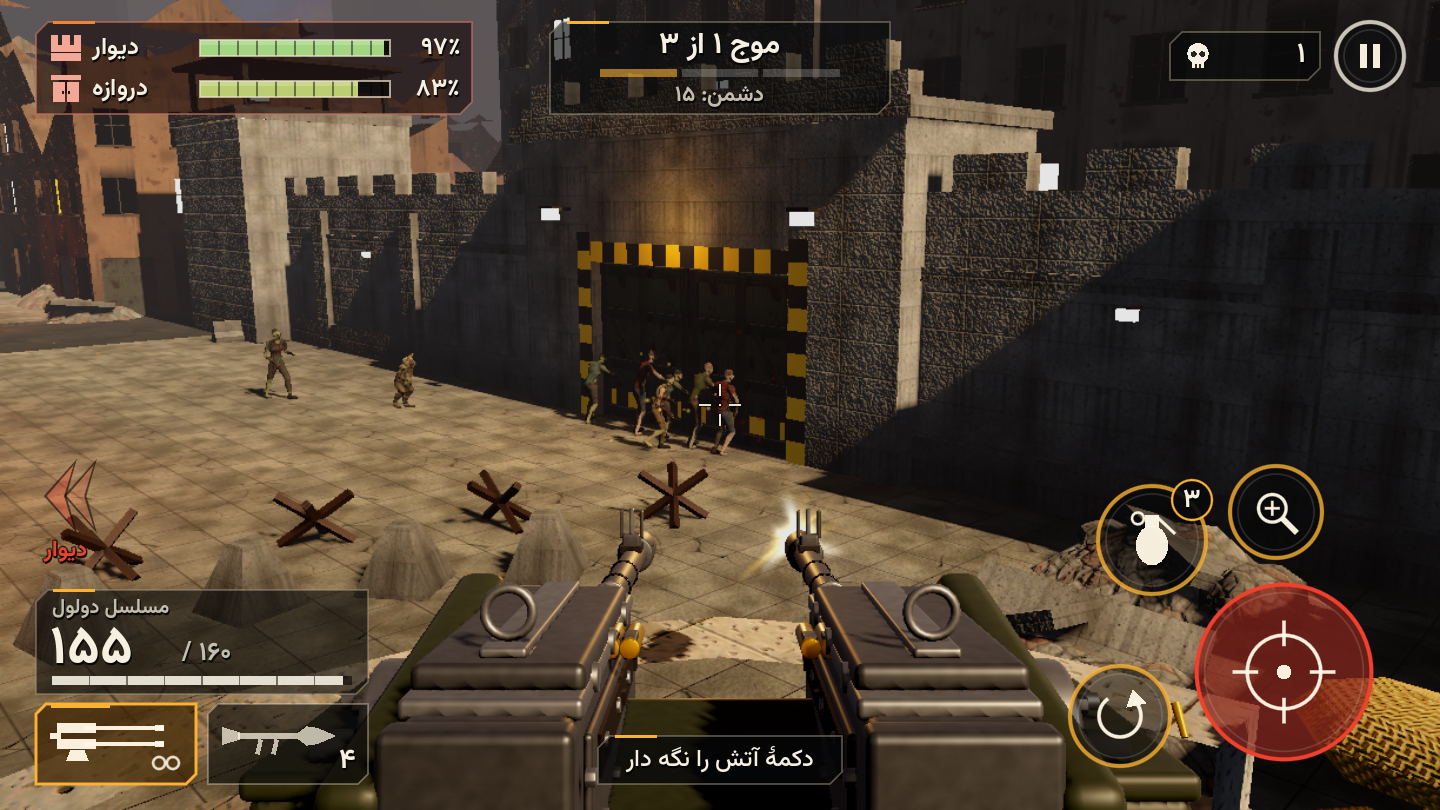 دیوار ۹۷٪
دروازه ۸۳٪
موج ۱ از ۳
دشمن: ۱۵
۱
۳
دیوار
مسلسل دولول
۱۵۵ / ۱۶۰
∞
۴
دکمهٔ آتش را نگه دار